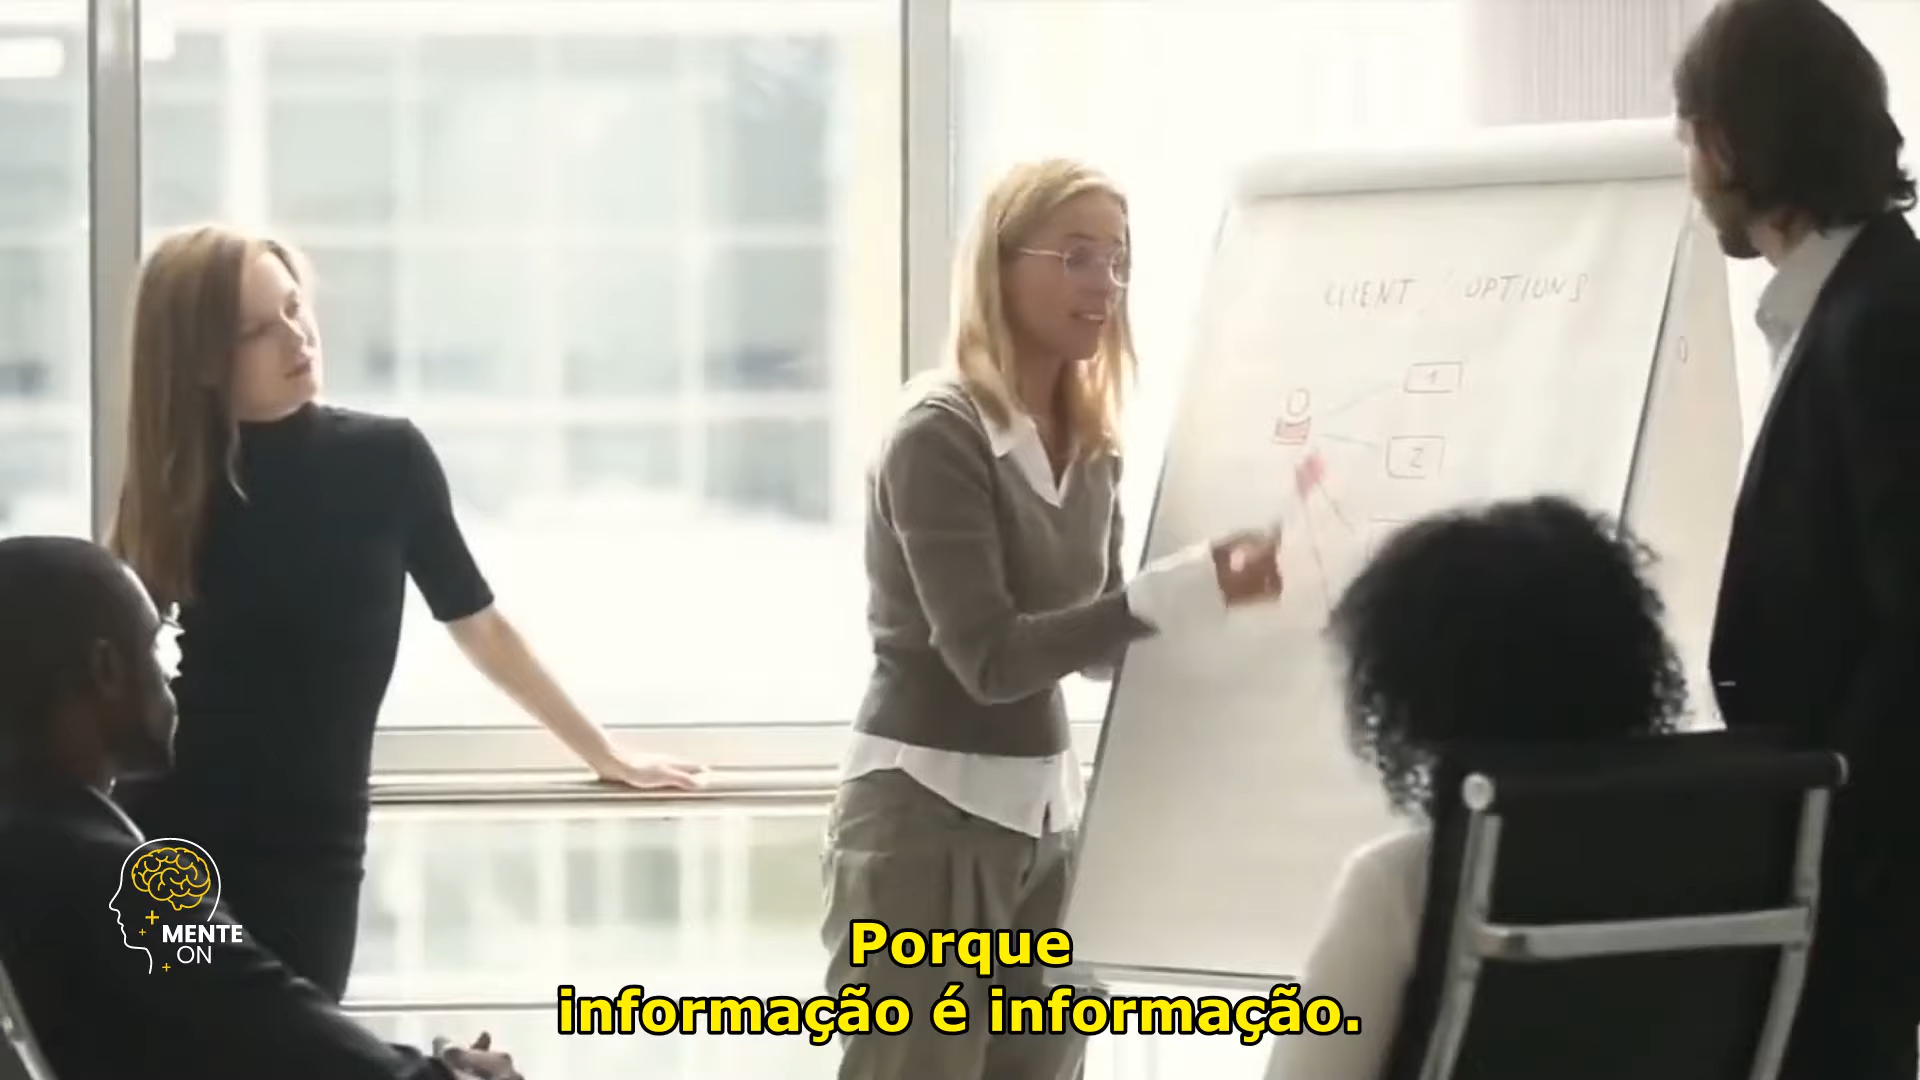 CLIENT / OPTIONS
1
2
MENTE
ON
Porque
informação é informação.